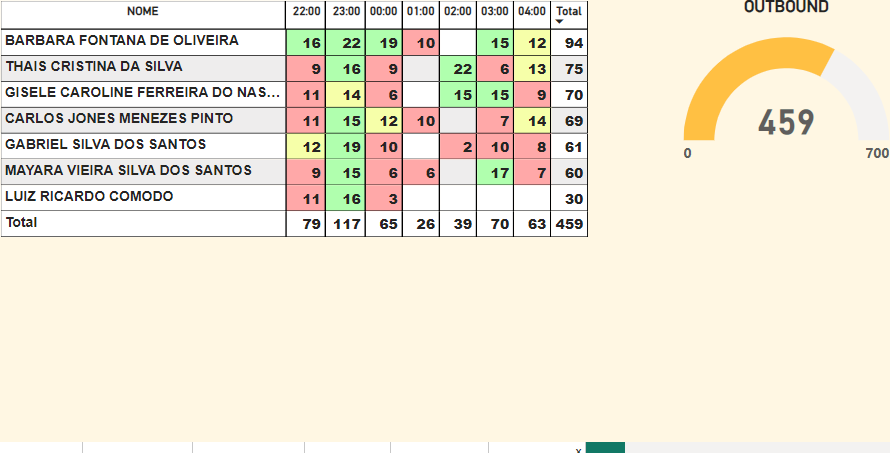 NOME 22:00 23:00 00:00 01:00 02:00 03:00 04:00 Total
BARBARA FONTANA DE OLIVEIRA 16 22 19 10 15 12 94
THAIS CRISTINA DA SILVA 9 16 9 22 6 13 75
GISELE CAROLINE FERREIRA DO NAS... 11 14 6 15 15 9 70
CARLOS JONES MENEZES PINTO 11 15 12 10 7 14 69
GABRIEL SILVA DOS SANTOS 12 19 10 2 10 8 61
MAYARA VIEIRA SILVA DOS SANTOS 9 15 6 6 17 7 60
LUIZ RICARDO COMODO 11 16 3 30
Total 79 117 65 26 39 70 63 459
OUTBOUND
459
0 700
x